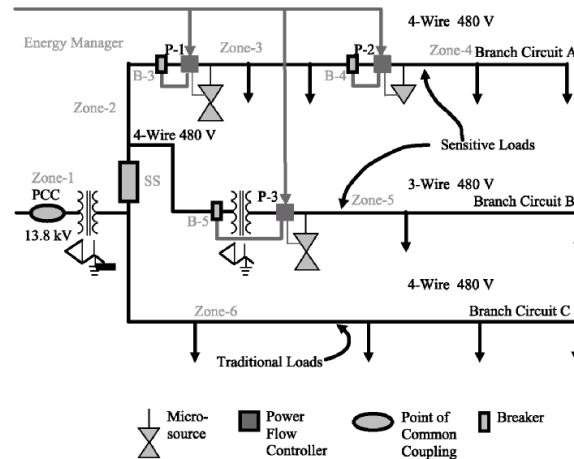 4-Wire 480 V
Energy Manager
P-1
Zone-3
P-2
Zone-4
Branch Circuit A
B-3
B-4
Zone-2
4-Wire 480 V
Sensitive Loads
Zone-1
PCC
SS
P-3
3-Wire 480 V
Zone-5
Branch Circuit B
13.8 kV
B-5
4-Wire 480 V
Zone-6
Branch Circuit C
Traditional Loads
Micro-
source
Power
Flow
Controller
Point of
Common
Coupling
Breaker